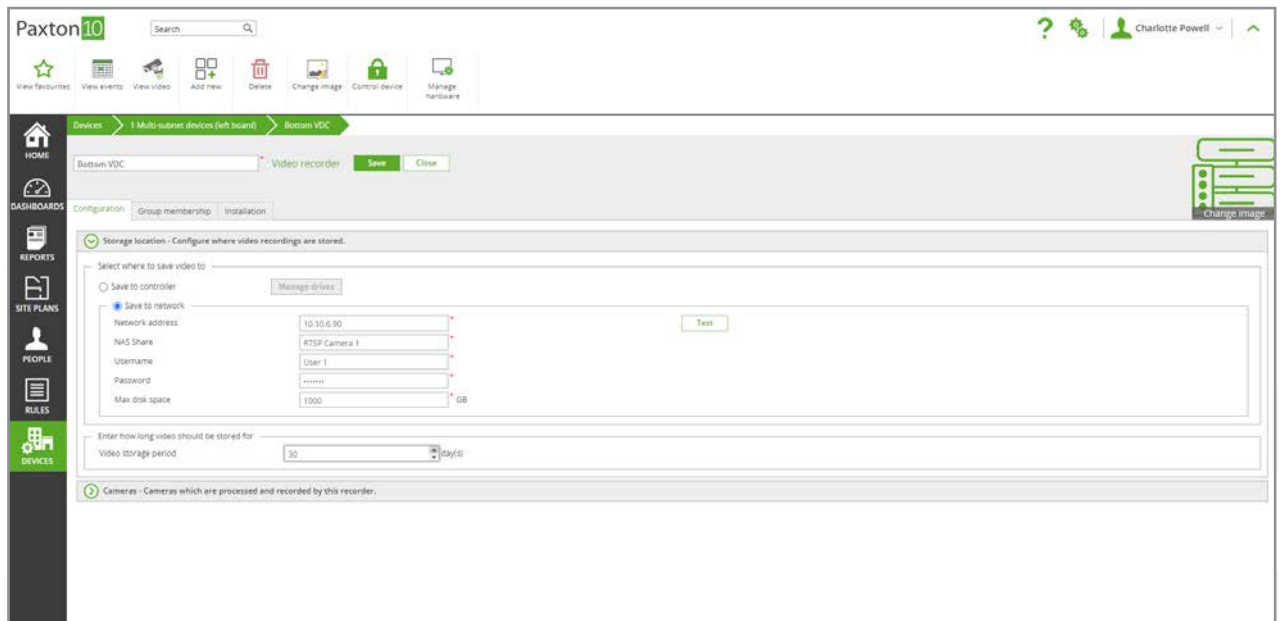 Paxton 10
Search
Charlotte Powell
View favourites
View events
View video
Add new
Delete
Change image
Control device
Manage hardware
HOME
DASHBOARDS
REPORTS
SITE PLANS
PEOPLE
RULES
DEVICES
Devices
1 Multi-subnet devices (left board)
Bottom VDC
Bottom VDC * Video recorder Save Close
Change image
Configuration Group membership Installation
Storage location - Configure where video recordings are stored.
Select where to save video to
Save to controller Manage drives
Save to network
Network address 10.10.6.90 * Test
NAS Share RTSP Camera 1 *
Username User 1 *
Password ••••••• *
Max disk space 1000 * GB
Enter how long video should be stored for
Video storage period 30 day(s)
Cameras - Cameras which are processed and recorded by this recorder.